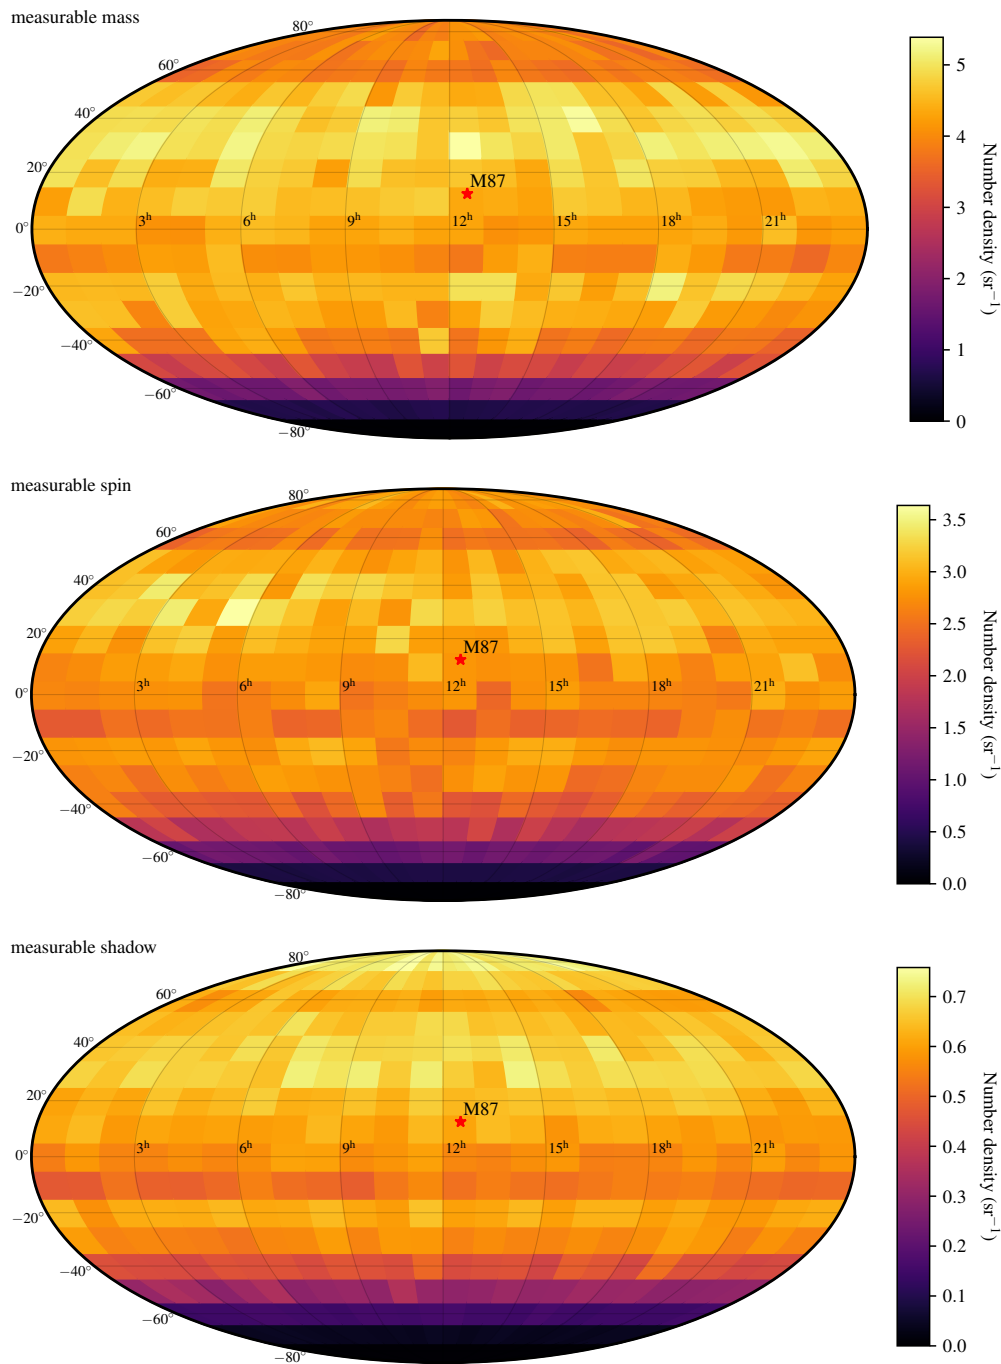 measurable mass
80°
60°
40°
20°
0°
−20°
−40°
−60°
−80°
3h
6h
9h
12h
15h
18h
21h
M87
5
4
3
2
1
0
Number density (sr−1)
measurable spin
80°
60°
40°
20°
0°
−20°
−40°
−60°
−80°
3h
6h
9h
12h
15h
18h
21h
M87
3.5
3.0
2.5
2.0
1.5
1.0
0.5
0.0
Number density (sr−1)
measurable shadow
80°
60°
40°
20°
0°
−20°
−40°
−60°
−80°
3h
6h
9h
12h
15h
18h
21h
M87
0.7
0.6
0.5
0.4
0.3
0.2
0.1
0.0
Number density (sr−1)